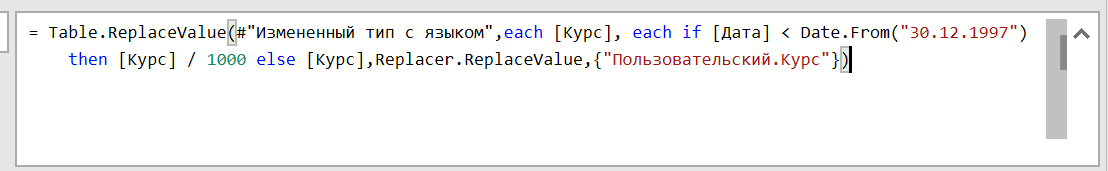 = Table.ReplaceValue(#"Измененный тип с языком",each [Курс], each if [Дата] < Date.From("30.12.1997")
then [Курс] / 1000 else [Курс],Replacer.ReplaceValue,{"Пользовательский.Курс"})